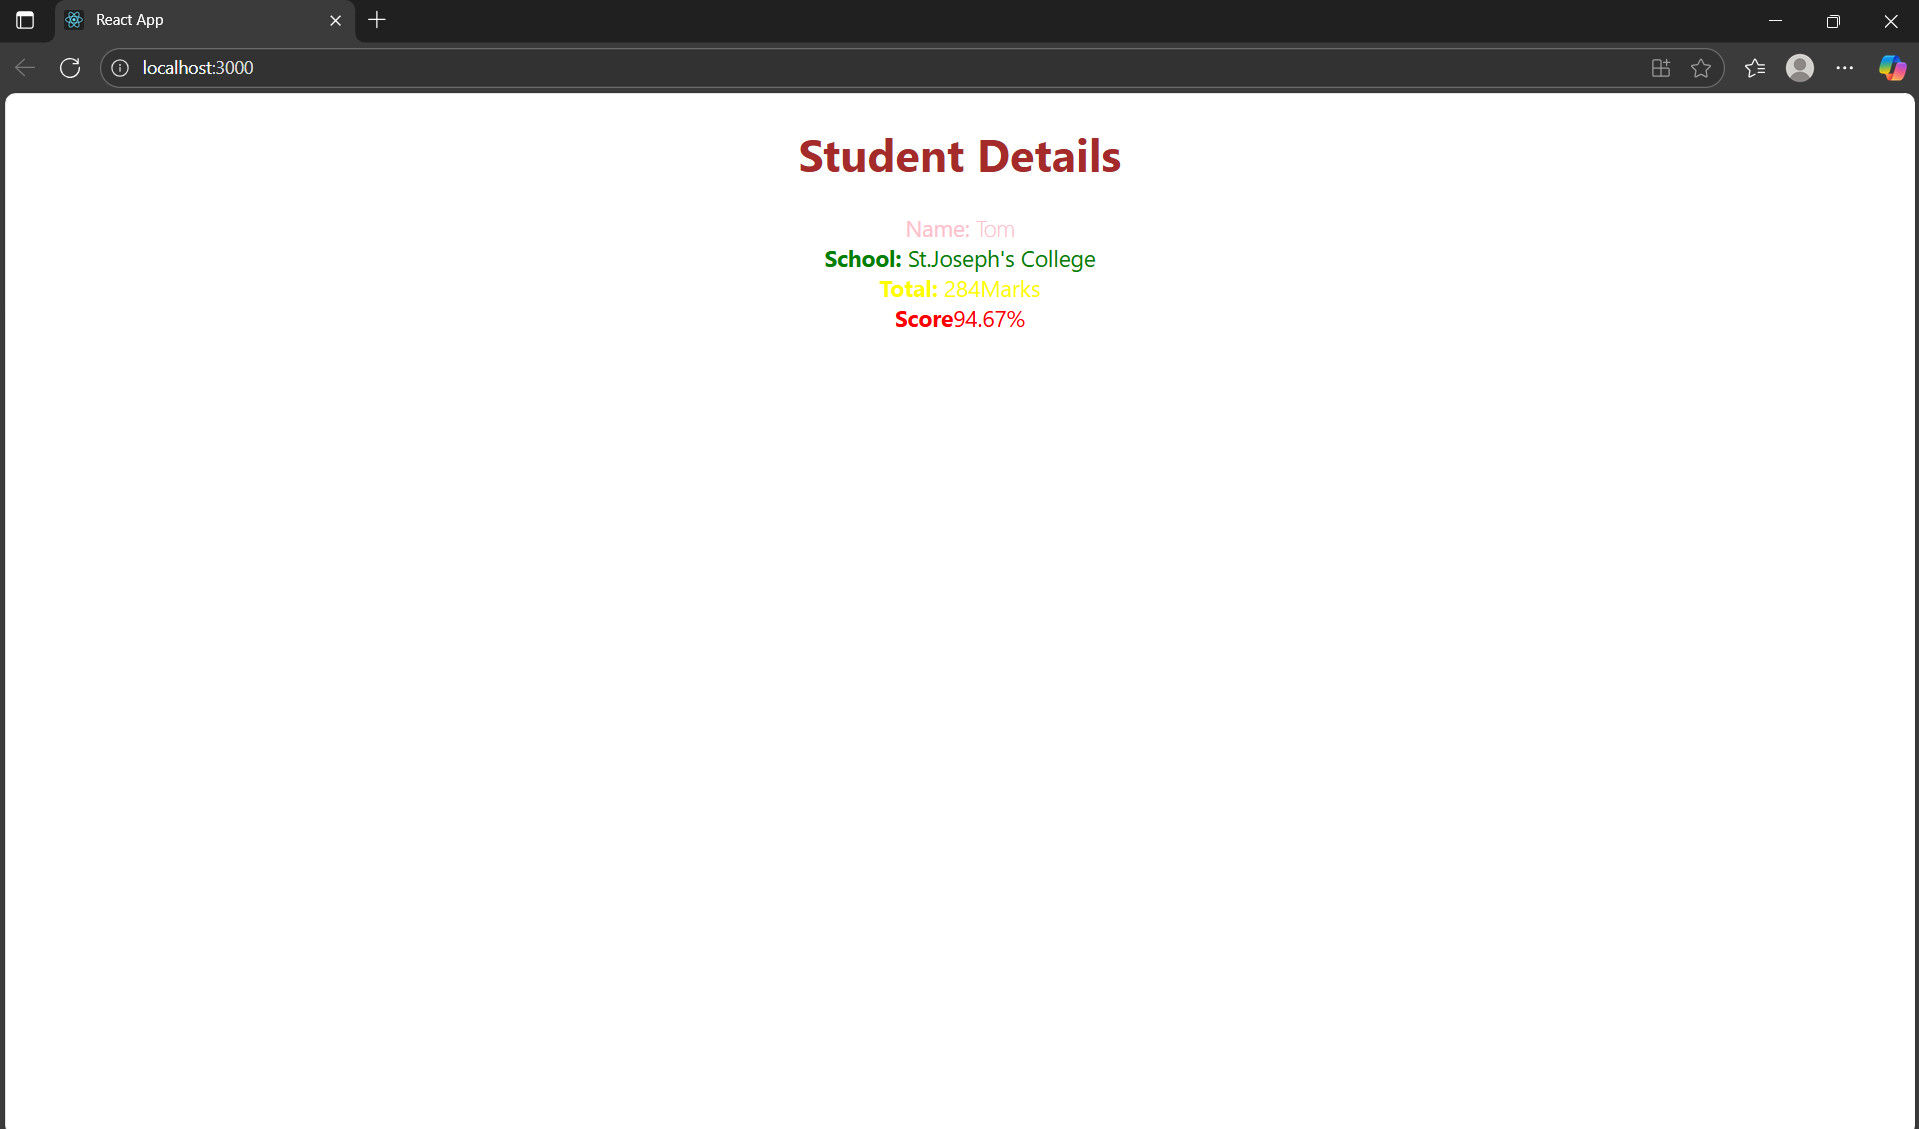 React App
localhost:3000
Student Details
Name: Tom
School: St.Joseph's College
Total: 284Marks
Score94.67%